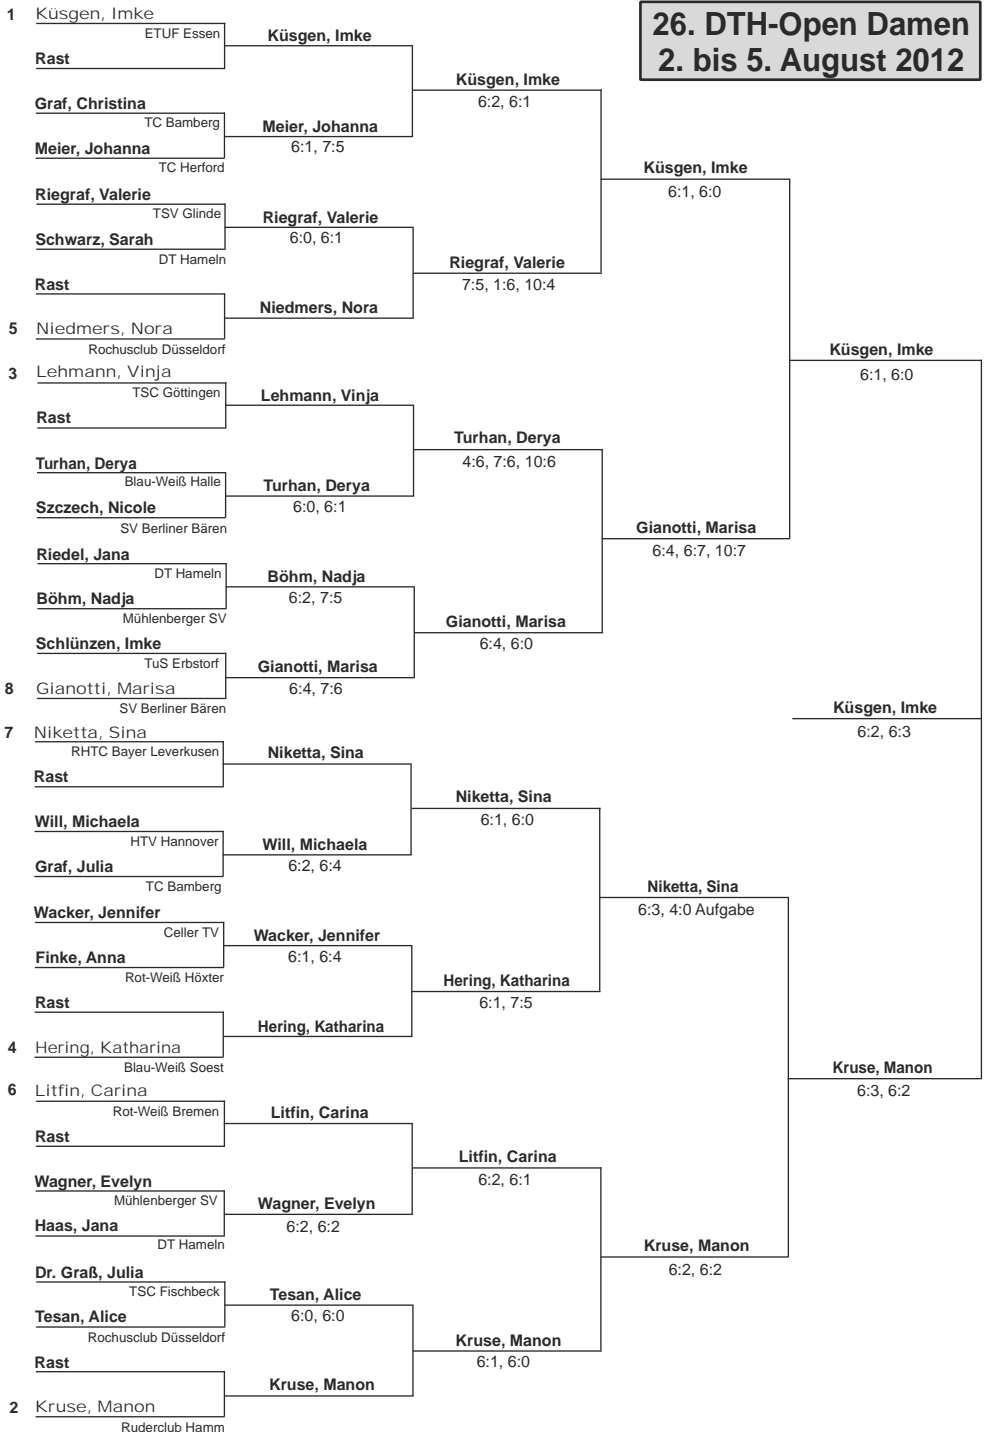 26. DTH-Open Damen
2. bis 5. August 2012
1 Küsgen, Imke
ETUF Essen
Rast
Graf, Christina
TC Bamberg
Meier, Johanna
TC Herford
Riegraf, Valerie
TSV Glinde
Schwarz, Sarah
DT Hameln
Rast
5 Niedmers, Nora
Rochusclub Düsseldorf
3 Lehmann, Vinja
TSC Göttingen
Rast
Turhan, Derya
Blau-Weiß Halle
Szczech, Nicole
SV Berliner Bären
Riedel, Jana
DT Hameln
Böhm, Nadja
Mühlenberger SV
Schlünzen, Imke
TuS Erbstorf
8 Gianotti, Marisa
SV Berliner Bären
7 Niketta, Sina
RHTC Bayer Leverkusen
Rast
Will, Michaela
HTV Hannover
Graf, Julia
TC Bamberg
Wacker, Jennifer
Celler TV
Finke, Anna
Rot-Weiß Höxter
Rast
4 Hering, Katharina
Blau-Weiß Soest
6 Litfin, Carina
Rot-Weiß Bremen
Rast
Wagner, Evelyn
Mühlenberger SV
Haas, Jana
DT Hameln
Dr. Graß, Julia
TSC Fischbeck
Tesan, Alice
Rochusclub Düsseldorf
Rast
2 Kruse, Manon
Ruderclub Hamm
Küsgen, Imke
Meier, Johanna
6:1, 7:5
Riegraf, Valerie
6:0, 6:1
Niedmers, Nora
Lehmann, Vinja
Turhan, Derya
6:0, 6:1
Böhm, Nadja
6:2, 7:5
Gianotti, Marisa
6:4, 7:6
Niketta, Sina
Will, Michaela
6:2, 6:4
Wacker, Jennifer
6:1, 6:4
Hering, Katharina
Litfin, Carina
Wagner, Evelyn
6:2, 6:2
Tesan, Alice
6:0, 6:0
Kruse, Manon
Küsgen, Imke
6:2, 6:1
Riegraf, Valerie
7:5, 1:6, 10:4
Turhan, Derya
4:6, 7:6, 10:6
Gianotti, Marisa
6:4, 6:0
Niketta, Sina
6:1, 6:0
Hering, Katharina
6:1, 7:5
Litfin, Carina
6:2, 6:1
Kruse, Manon
6:1, 6:0
Küsgen, Imke
6:1, 6:0
Gianotti, Marisa
6:4, 6:7, 10:7
Niketta, Sina
6:3, 4:0 Aufgabe
Kruse, Manon
6:2, 6:2
Küsgen, Imke
6:1, 6:0
Kruse, Manon
6:3, 6:2
Küsgen, Imke
6:2, 6:3